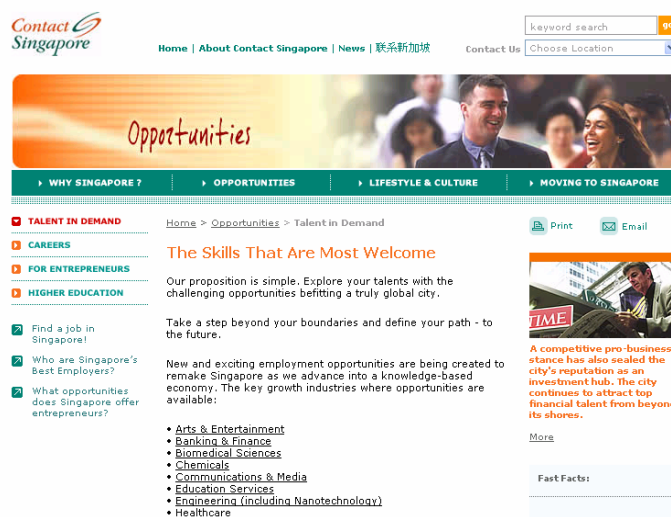 Contact
Singapore
Home | About Contact Singapore | News | 联系新加坡
keyword search
Contact Us
Choose Location
Opportunities
WHY SINGAPORE ?
OPPORTUNITIES
LIFESTYLE & CULTURE
MOVING TO SINGAPORE
TALENT IN DEMAND
CAREERS
FOR ENTREPRENEURS
HIGHER EDUCATION
Find a job in
Singapore!
Who are Singapore's
Best Employers?
What opportunities
does Singapore offer
entrepreneurs?
Home > Opportunities > Talent in Demand
The Skills That Are Most Welcome
Our proposition is simple. Explore your talents with the
challenging opportunities befitting a truly global city.
Take a step beyond your boundaries and define your path - to
the future.
New and exciting employment opportunities are being created to
remake Singapore as we advance into a knowledge-based
economy. The key growth industries where opportunities are
available:
• Arts & Entertainment
• Banking & Finance
• Biomedical Sciences
• Chemicals
• Communications & Media
• Education Services
• Engineering (including Nanotechnology)
• Healthcare
Print
Email
TIME
A competitive pro-business
stance has also sealed the
city's reputation as an
investment hub. The city
continues to attract top
financial talent from beyon
its shores.
More
Fast Facts: